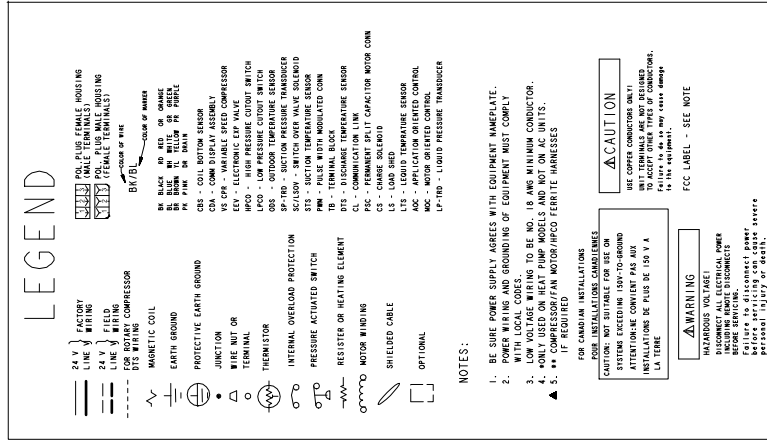 LEGEND
24 V
LINE V
FACTORY
WIRING
24 V
LINE V
FIELD
WIRING
FOR ROTARY COMPRESSOR
DTS WIRING
MAGNETIC COIL
EARTH GROUND
PROTECTIVE EARTH GROUND
JUNCTION
WIRE NUT OR
TERMINAL
THERMISTOR
INTERNAL OVERLOAD PROTECTION
PRESSURE ACTUATED SWITCH
RESISTER OR HEATING ELEMENT
MOTOR WINDING
SHIELDED CABLE
OPTIONAL
POL. PLUG FEMALE HOUSING
(MALE TERMINALS)
POL. PLUG MALE HOUSING
(FEMALE TERMINALS)
COLOR OF WIRE
BK/BL
COLOR OF MARKER
BK BLACK RD RED OR ORANGE
BL BLUE WH WHITE GR GREEN
BR BROWN YL YELLOW PR PURPLE
PK PINK DR DRAIN
CBS - COIL BOTTOM SENSOR
CDA - COMM DISPLAY ASSEMBLY
VS CPR - VARIABLE SPEED COMPRESSOR
EEV - ELECTRONIC EXP VALVE
HPCO - HIGH PRESSURE CUTOUT SWITCH
LPCO - LOW PRESSURE CUTOUT SWITCH
ODS - OUTDOOR TEMPERATURE SENSOR
SP-TRD - SUCTION PRESSURE TRANSDUCER
SC/LSOV - SWITCH OVER VALVE SOLENOID
STS - SUCTION TEMPERATURE SENSOR
PWM - PULSE WIDTH MODULATED CONN
TB - TERMINAL BLOCK
DTS - DISCHARGE TEMPERATURE SENSOR
CL - COMMUNICATION LINK
PSC - PERMANENT SPLIT CAPACITOR MOTOR CONN
CS - CHARGE SOLENOID
LS - LOAD SHED
LTS - LIQUID TEMPRATURE SENSOR
AOC - APPLICATION ORIENTED CONTROL
MOC - MOTOR ORIENTED CONTROL
LP-TRD - LIQUID PRESSURE TRANSDUCER
NOTES:
1. BE SURE POWER SUPPLY AGREES WITH EQUIPMENT NAMEPLATE.
2. POWER WIRING AND GROUNDING OF EQUIPMENT MUST COMPLY
WITH LOCAL CODES.
3. LOW VOLTAGE WIRING TO BE NO. 18 AWG MINIMUM CONDUCTOR.
4. *ONLY USED ON HEAT PUMP MODELS AND NOT ON AC UNITS.
5. ** COMPRESSOR/FAN MOTOR/HPCO FERRITE HARNESSES
IF REQUIRED
FOR CANADIAN INSTALLATIONS
POUR INSTALLATIONS CANADIENNES
CAUTION: NOT SUITABLE FOR USE ON
SYSTEMS EXCEEDING 150V-TO-GROUND
ATTENTION:NE CONVIENT PAS AUX
INSTALLATIONS DE PLUS DE 150 V A
LA TERRE
⚠CAUTION
USE COPPER CONDUCTORS ONLY!
UNIT TERMINALS ARE NOT DESIGNED
TO ACCEPT OTHER TYPES OF CONDUCTORS.
Failure to do so may cause damage
to the equipment.
⚠WARNING
HAZARDOUS VOLTAGE!
DISCONNECT ALL ELECTRICAL POWER
INCLUDING REMOTE DISCONNECTS
BEFORE SERVICING.
Failure to disconnect power
before servicing can cause severe
personal injury or death.
FCC LABEL - SEE NOTE